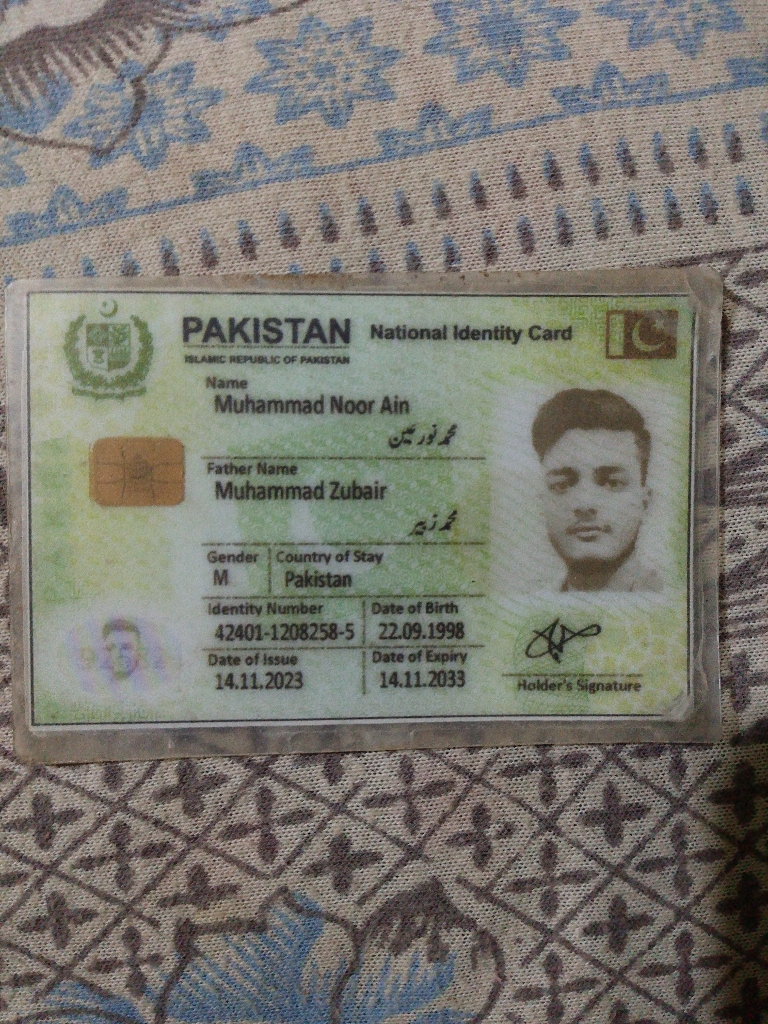 PAKISTAN National Identity Card
ISLAMIC REPUBLIC OF PAKISTAN
Name
Muhammad Noor Ain
محمد نور عین
Father Name
Muhammad Zubair
محمد زبیر
Gender Country of Stay
M Pakistan
Identity Number Date of Birth
42401-1208258-5 22.09.1998
Date of Issue Date of Expiry
14.11.2023 14.11.2033
Holder's Signature